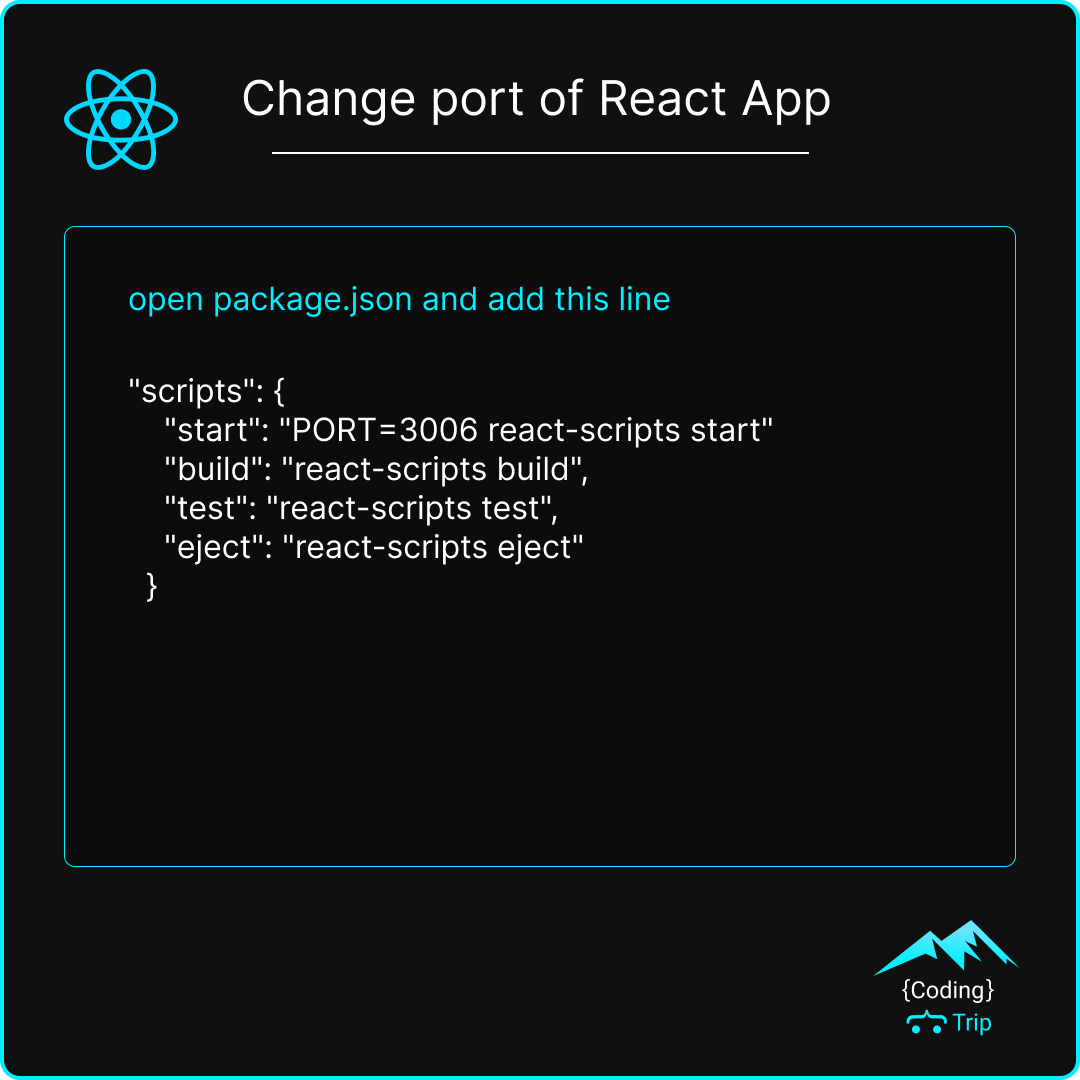 Change port of React App
open package.json and add this line
"scripts": {
"start": "PORT=3006 react-scripts start"
"build": "react-scripts build",
"test": "react-scripts test",
"eject": "react-scripts eject"
}
{Coding}
Trip